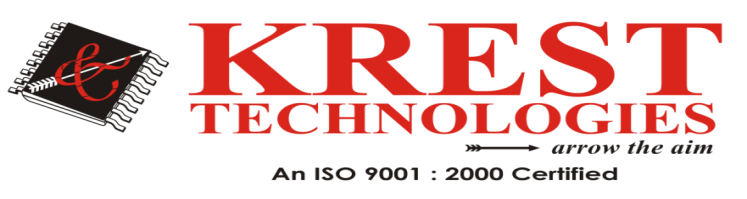 &
KREST
TECHNOLOGIES
arrow the aim
An ISO 9001 : 2000 Certified